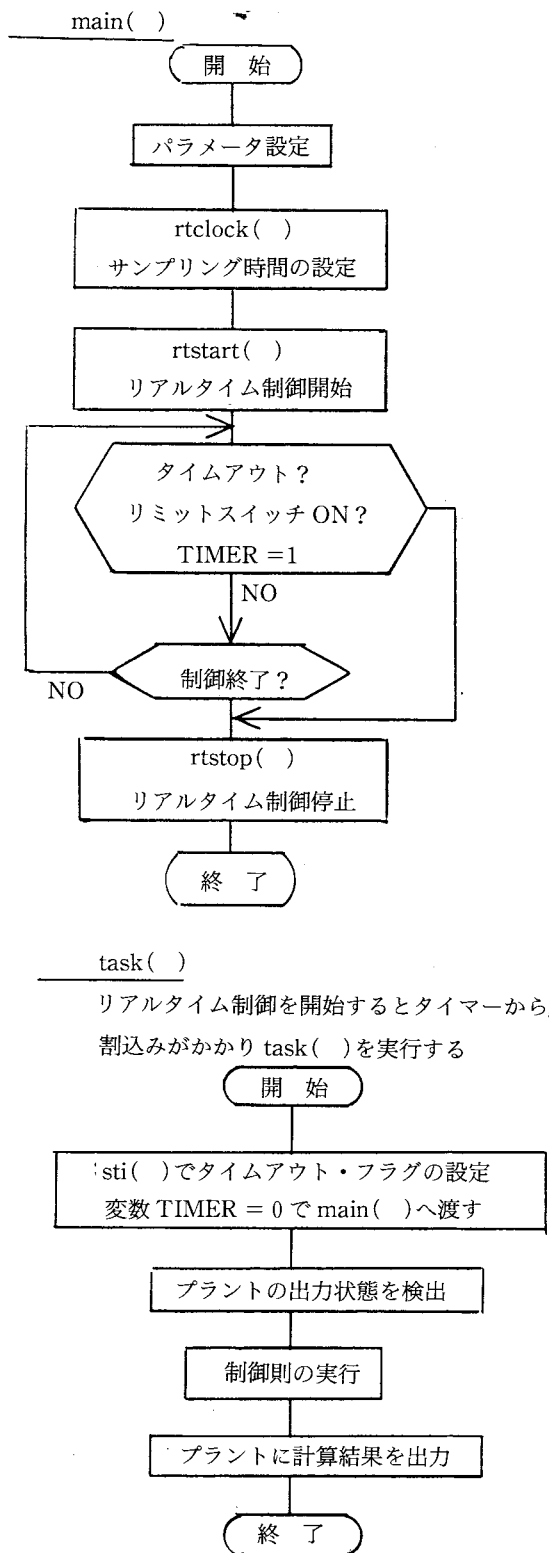 main(　)
開　始
パラメータ設定
rtclock(　)
サンプリング時間の設定
rtstart(　)
リアルタイム制御開始
タイムアウト？
リミットスイッチ ON？
TIMER =1
NO
制御終了？
NO
rtstop(　)
リアルタイム制御停止
終　了
task(　)
リアルタイム制御を開始するとタイマーから
割込みがかかり task(　)を実行する
開　始
sti(　)でタイムアウト・フラグの設定
変数 TIMER = 0 で main(　)へ渡す
プラントの出力状態を検出
制御則の実行
プラントに計算結果を出力
終　了